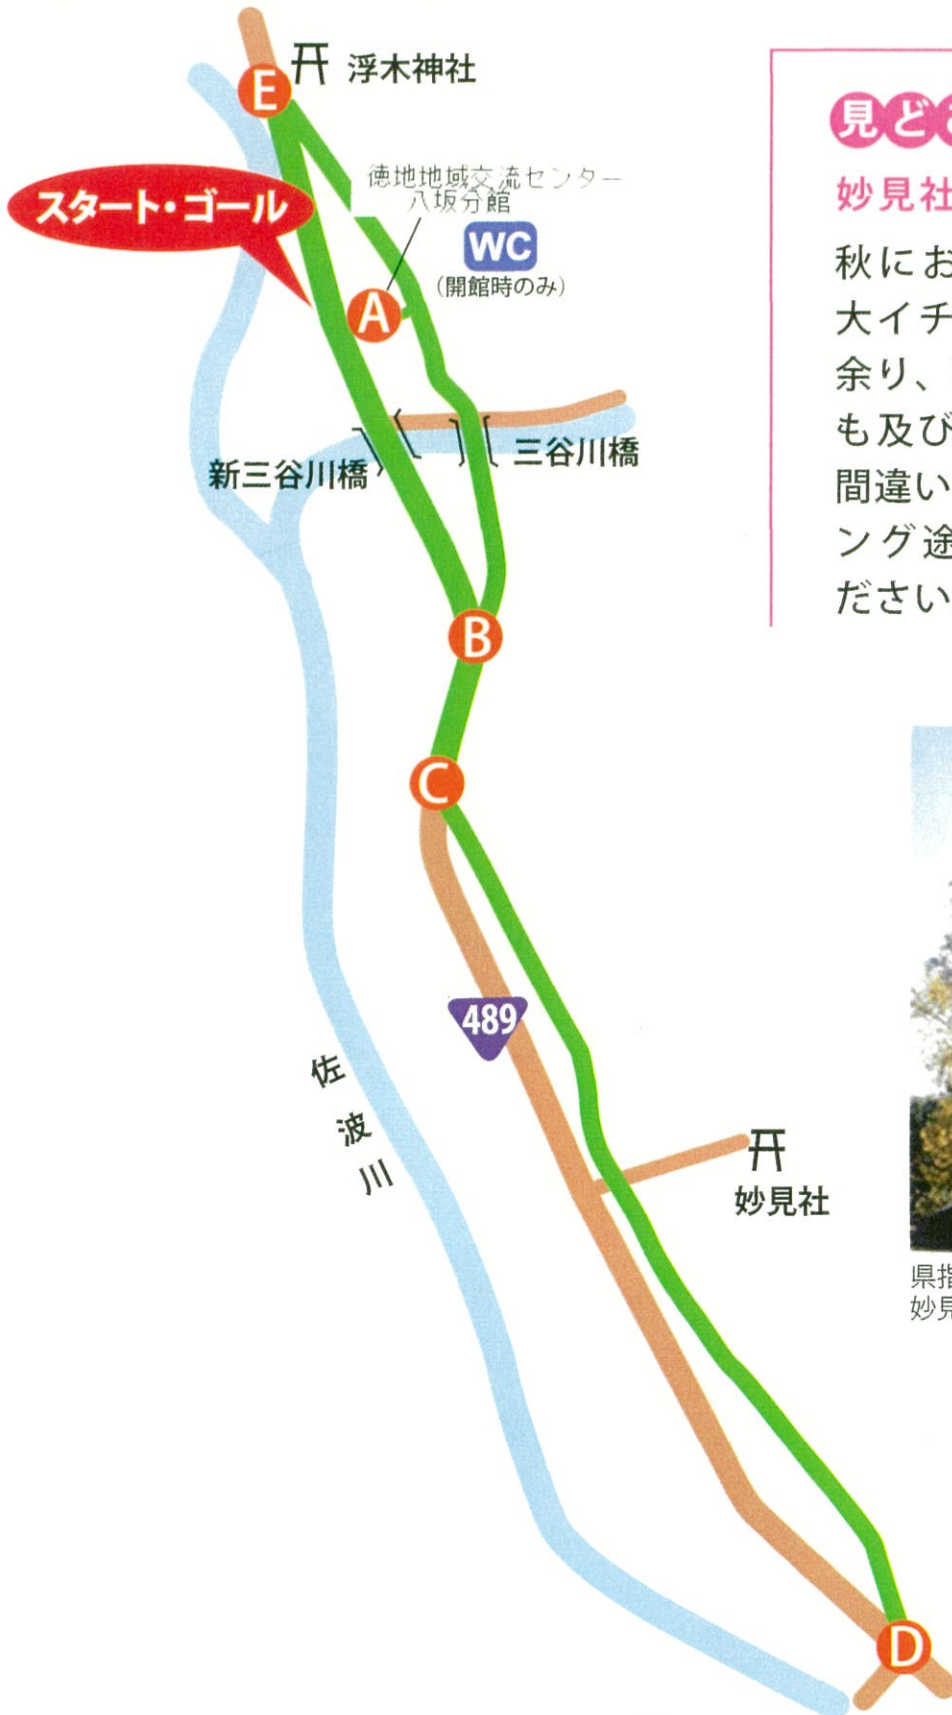 E
浮木神社
スタート・ゴール
徳地地域交流センター
八坂分館
WC
(開館時のみ)
A
新三谷川橋
三谷川橋
B
C
489
佐波川
妙見社
D
見ど
妙見社
秋にお
大イチ
余り、
も及び
間違い
ング途
ださい
県指
妙見